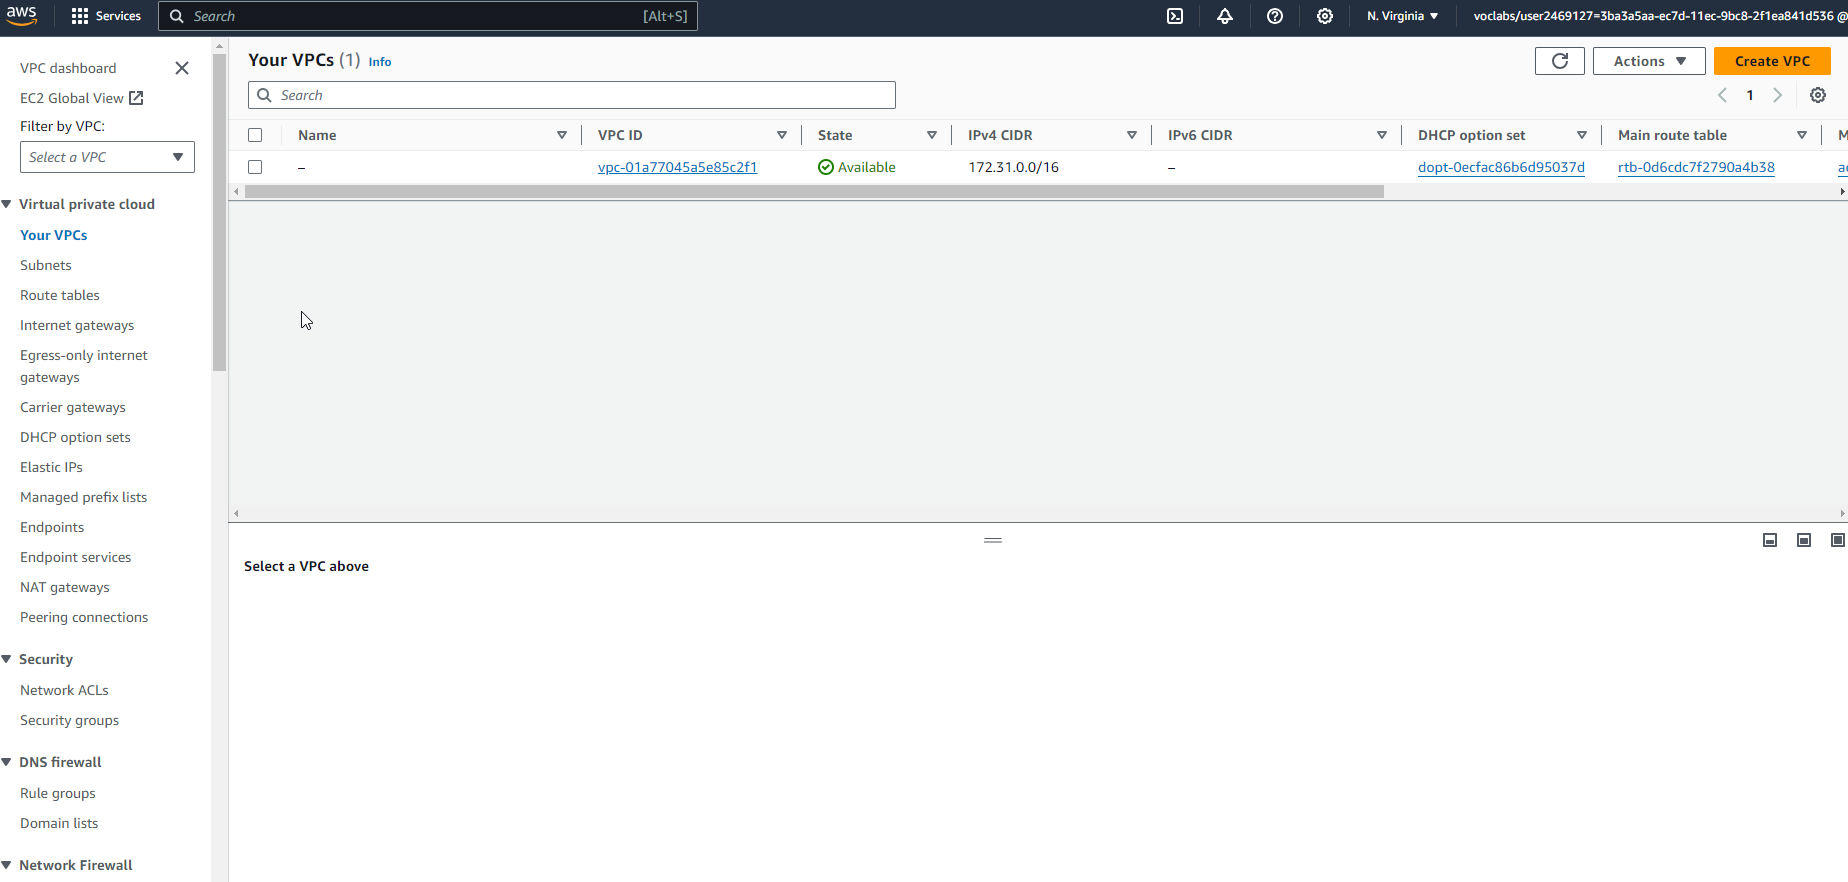 aws Services Search [Alt+S] N. Virginia voclabs/user2469127=3ba3a5aa-ec7d-11ec-9bc8-2f1ea841d536 @
VPC dashboard
EC2 Global View
Filter by VPC:
Select a VPC
Virtual private cloud
Your VPCs
Subnets
Route tables
Internet gateways
Egress-only internet
gateways
Carrier gateways
DHCP option sets
Elastic IPs
Managed prefix lists
Endpoints
Endpoint services
NAT gateways
Peering connections
Security
Network ACLs
Security groups
DNS firewall
Rule groups
Domain lists
Network Firewall
Your VPCs (1) Info
Actions Create VPC
Search
1
Name VPC ID State IPv4 CIDR IPv6 CIDR DHCP option set Main route table
– vpc-01a77045a5e85c2f1 Available 172.31.0.0/16 – dopt-0ecfac86b6d95037d rtb-0d6cdc7f2790a4b38
Select a VPC above